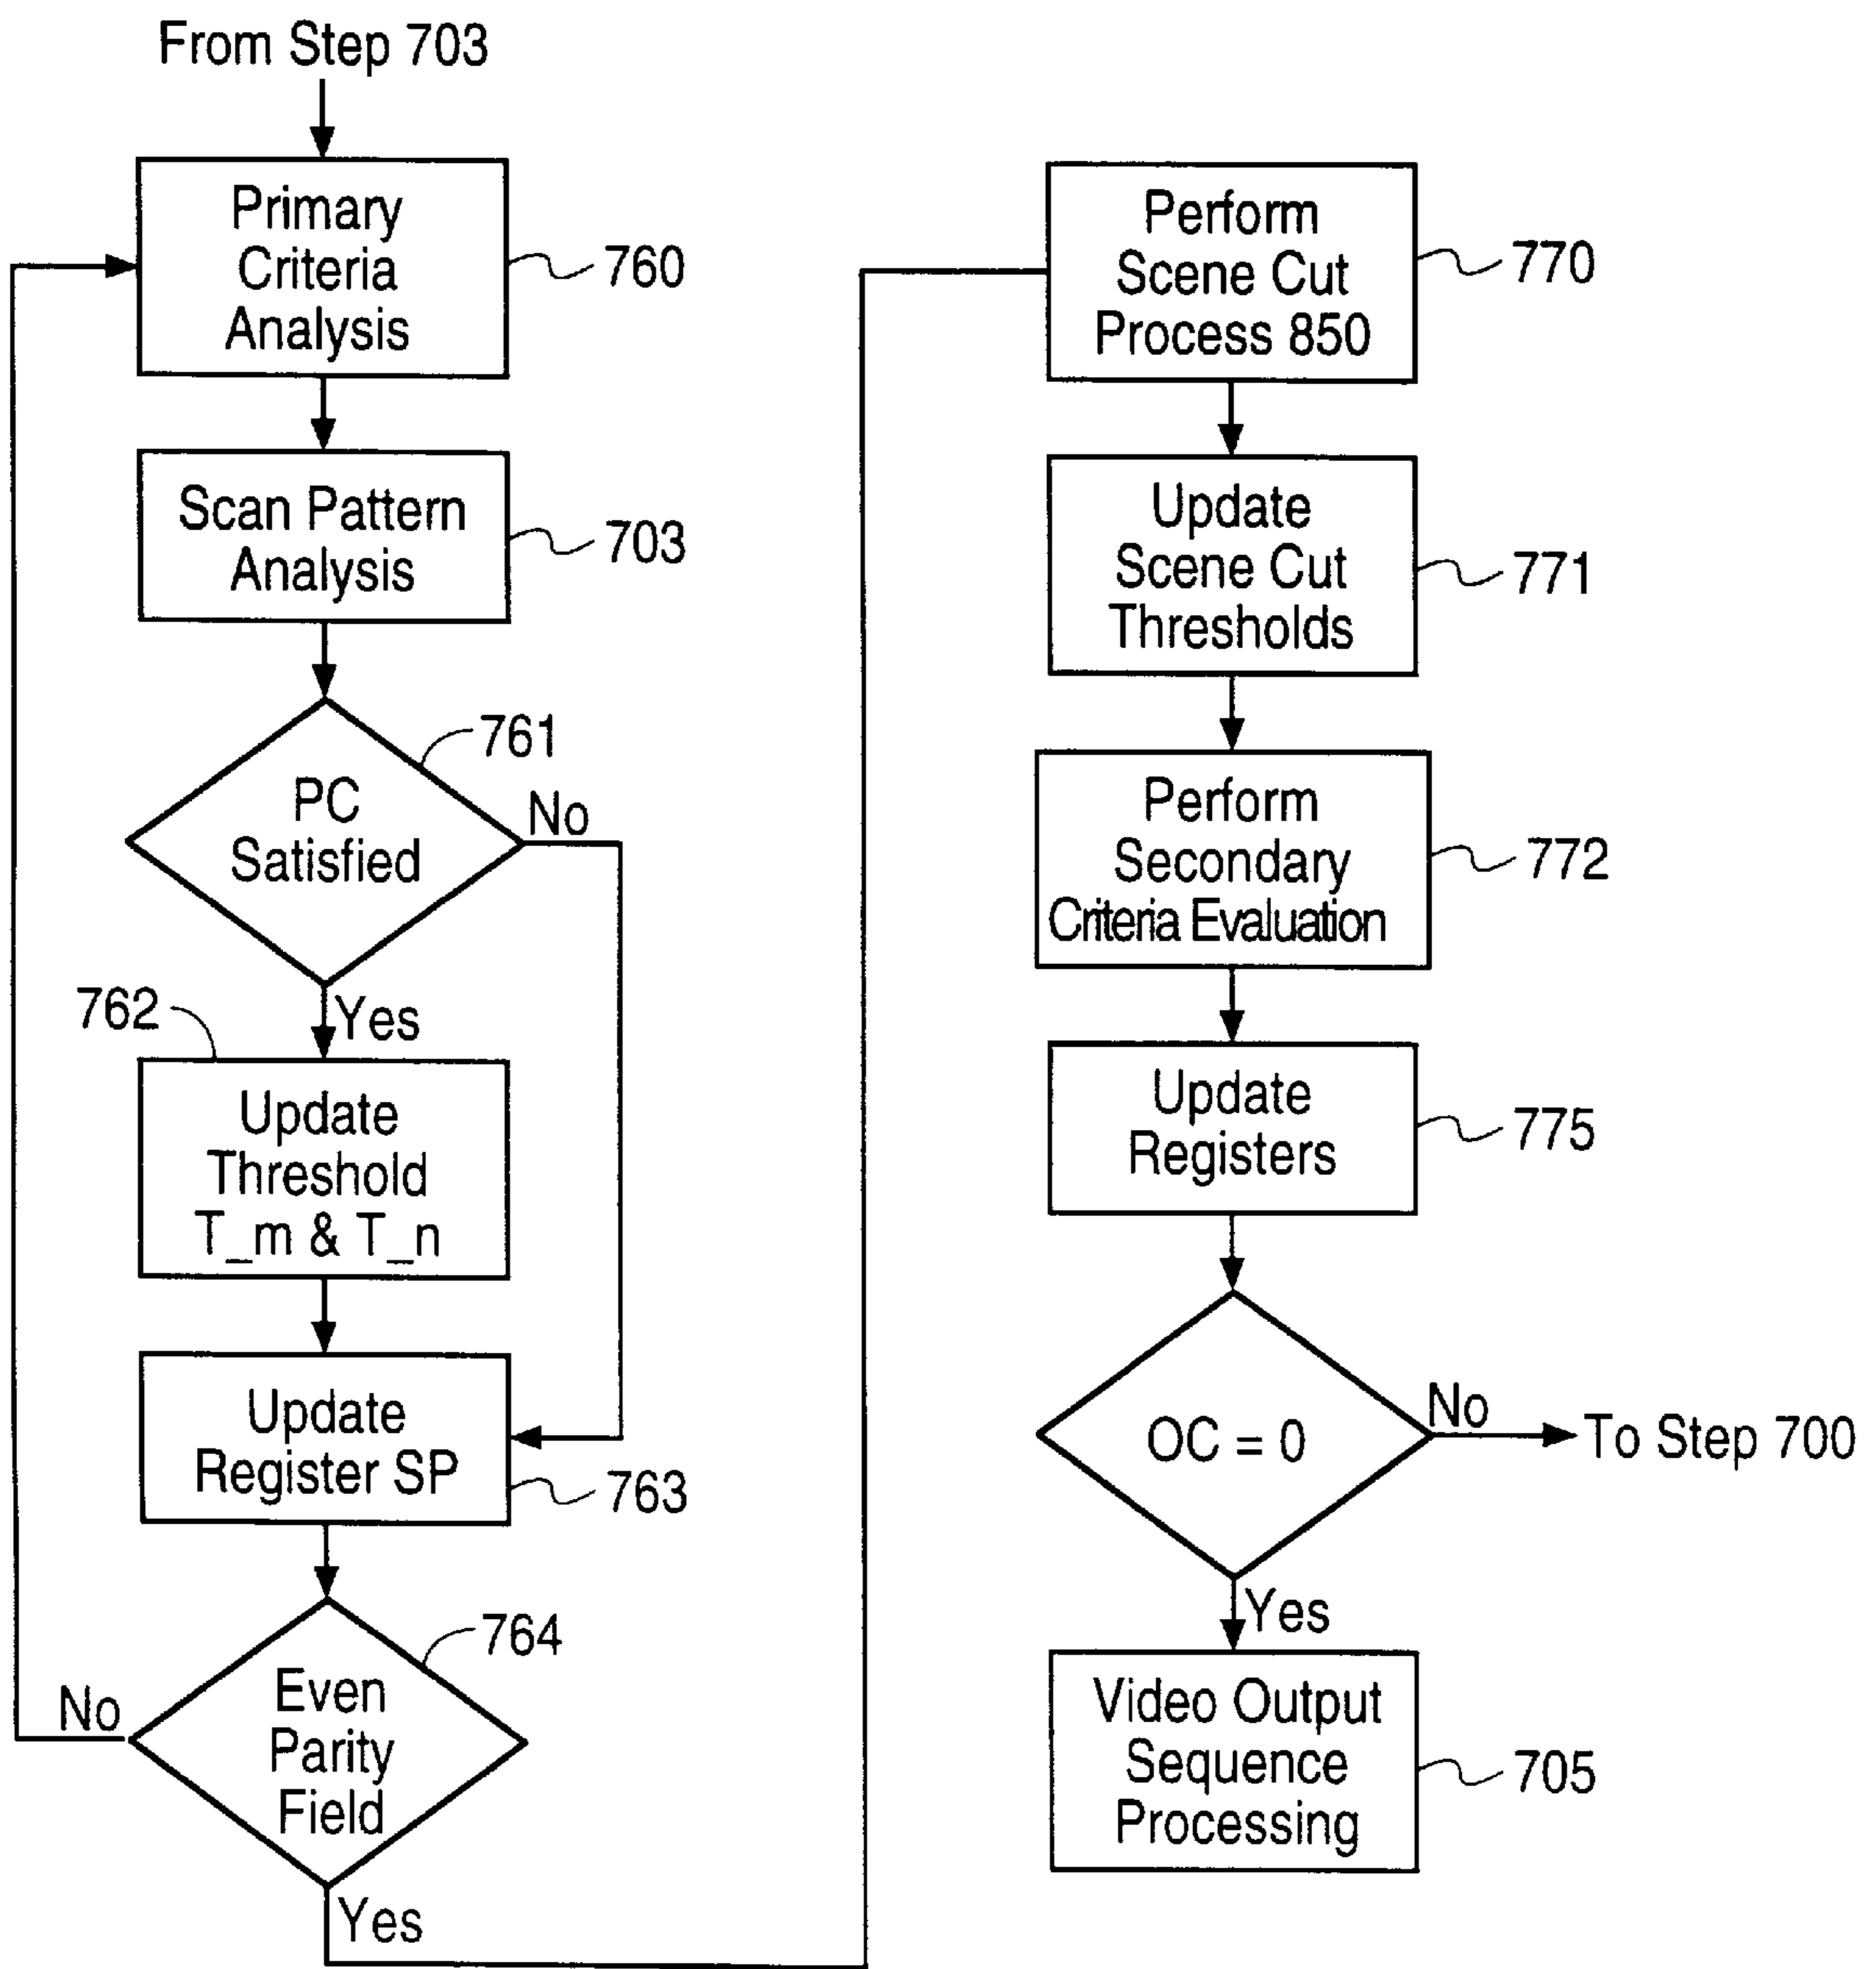 From Step 703
Primary
Criteria
Analysis
760
Scan Pattern
Analysis
703
761
PC
Satisfied
No
762
Yes
Update
Threshold
T_m & T_n
Update
Register SP
763
764
No
Even
Parity
Field
Yes
Perform
Scene Cut
Process 850
770
Update
Scene Cut
Thresholds
771
Perform
Secondary
Criteria Evaluation
772
Update
Registers
775
OC = 0
No
To Step 700
Yes
Video Output
Sequence
Processing
705